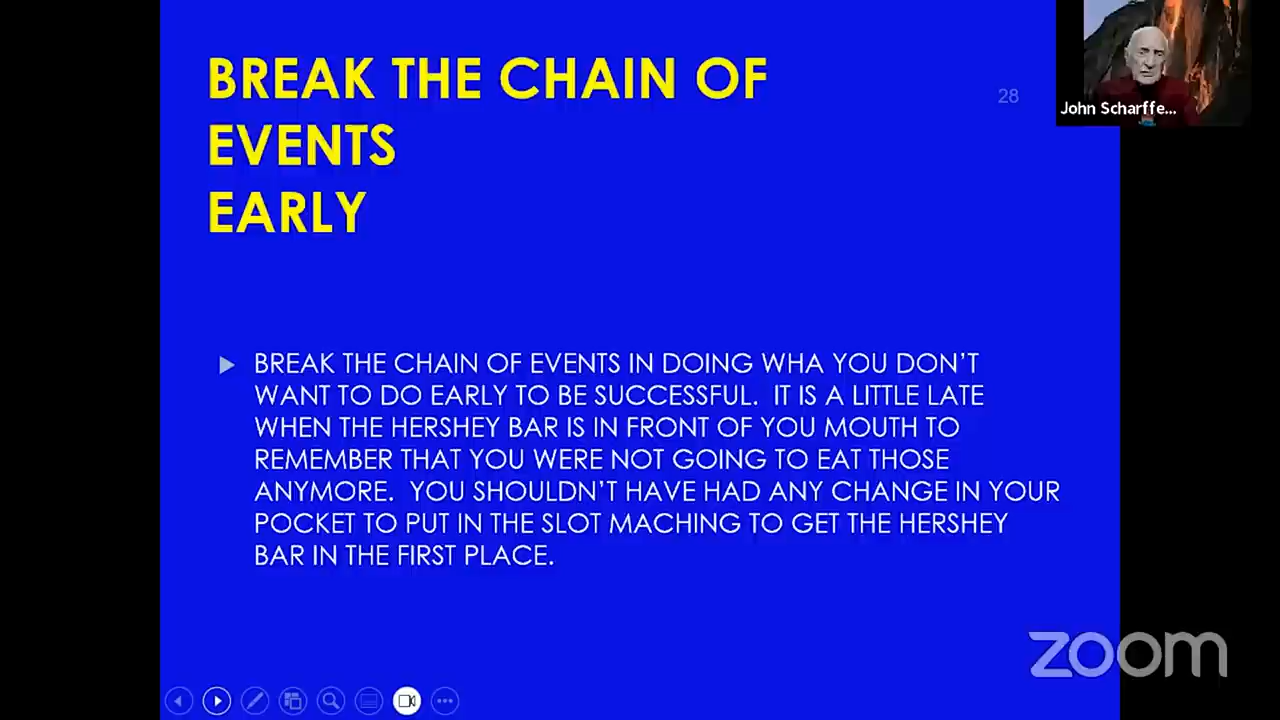 BREAK THE CHAIN OF
EVENTS
EARLY
28
John Scharffe...
BREAK THE CHAIN OF EVENTS IN DOING WHA YOU DON'T
WANT TO DO EARLY TO BE SUCCESSFUL.  IT IS A LITTLE LATE
WHEN THE HERSHEY BAR IS IN FRONT OF YOU MOUTH TO
REMEMBER THAT YOU WERE NOT GOING TO EAT THOSE
ANYMORE.  YOU SHOULDN'T HAVE HAD ANY CHANGE IN YOUR
POCKET TO PUT IN THE SLOT MACHING TO GET THE HERSHEY
BAR IN THE FIRST PLACE.
zoom